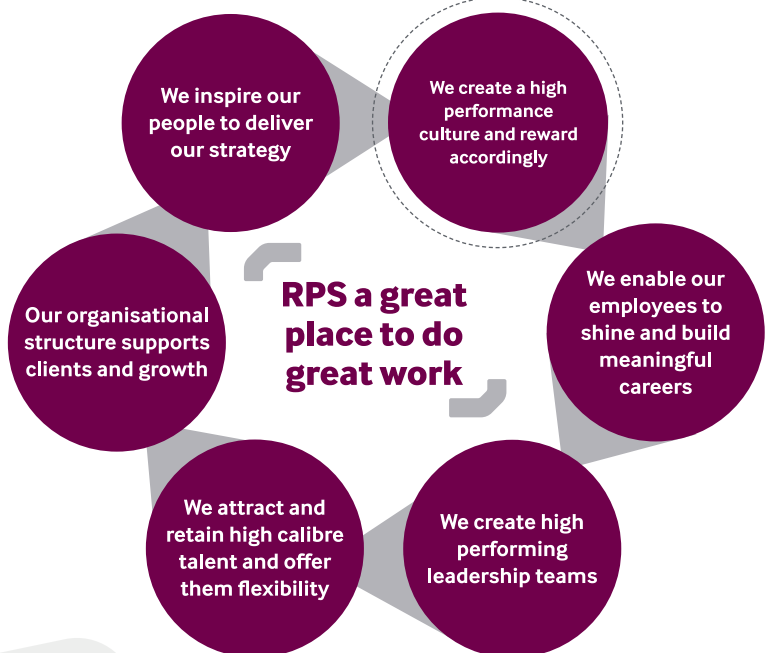 We inspire our
people to deliver
our strategy
We create a high
performance
culture and reward
accordingly
We enable our
employees to
shine and build
meaningful
careers
We create high
performing
leadership teams
We attract and
retain high calibre
talent and offer
them flexibility
Our organisational
structure supports
clients and growth
RPS a great
place to do
great work